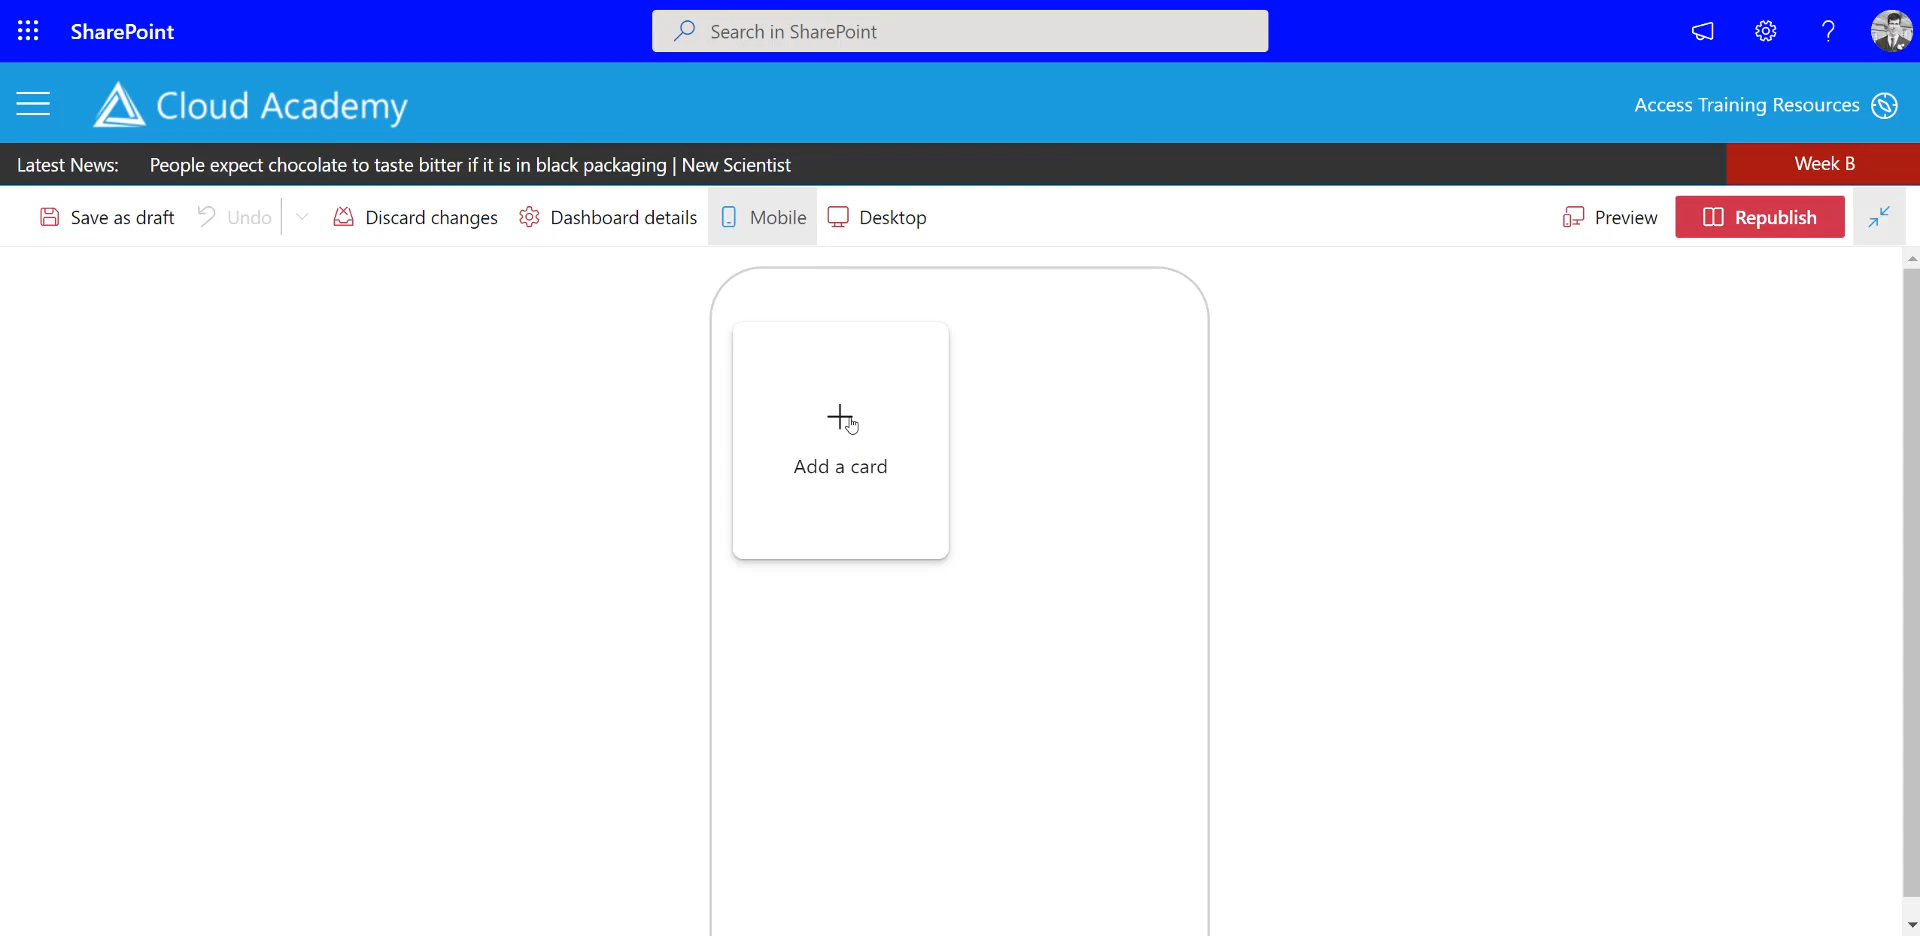 SharePoint
Search in SharePoint
Cloud Academy
Access Training Resources
Latest News: People expect chocolate to taste bitter if it is in black packaging | New Scientist
Week B
Save as draft
Undo
Discard changes
Dashboard details
Mobile
Desktop
Preview
Republish
Add a card